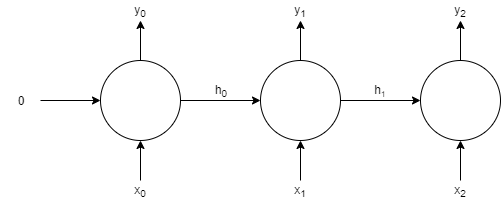 y₀ y₁ y₂
0 h₀ h₁
x₀ x₁ x₂